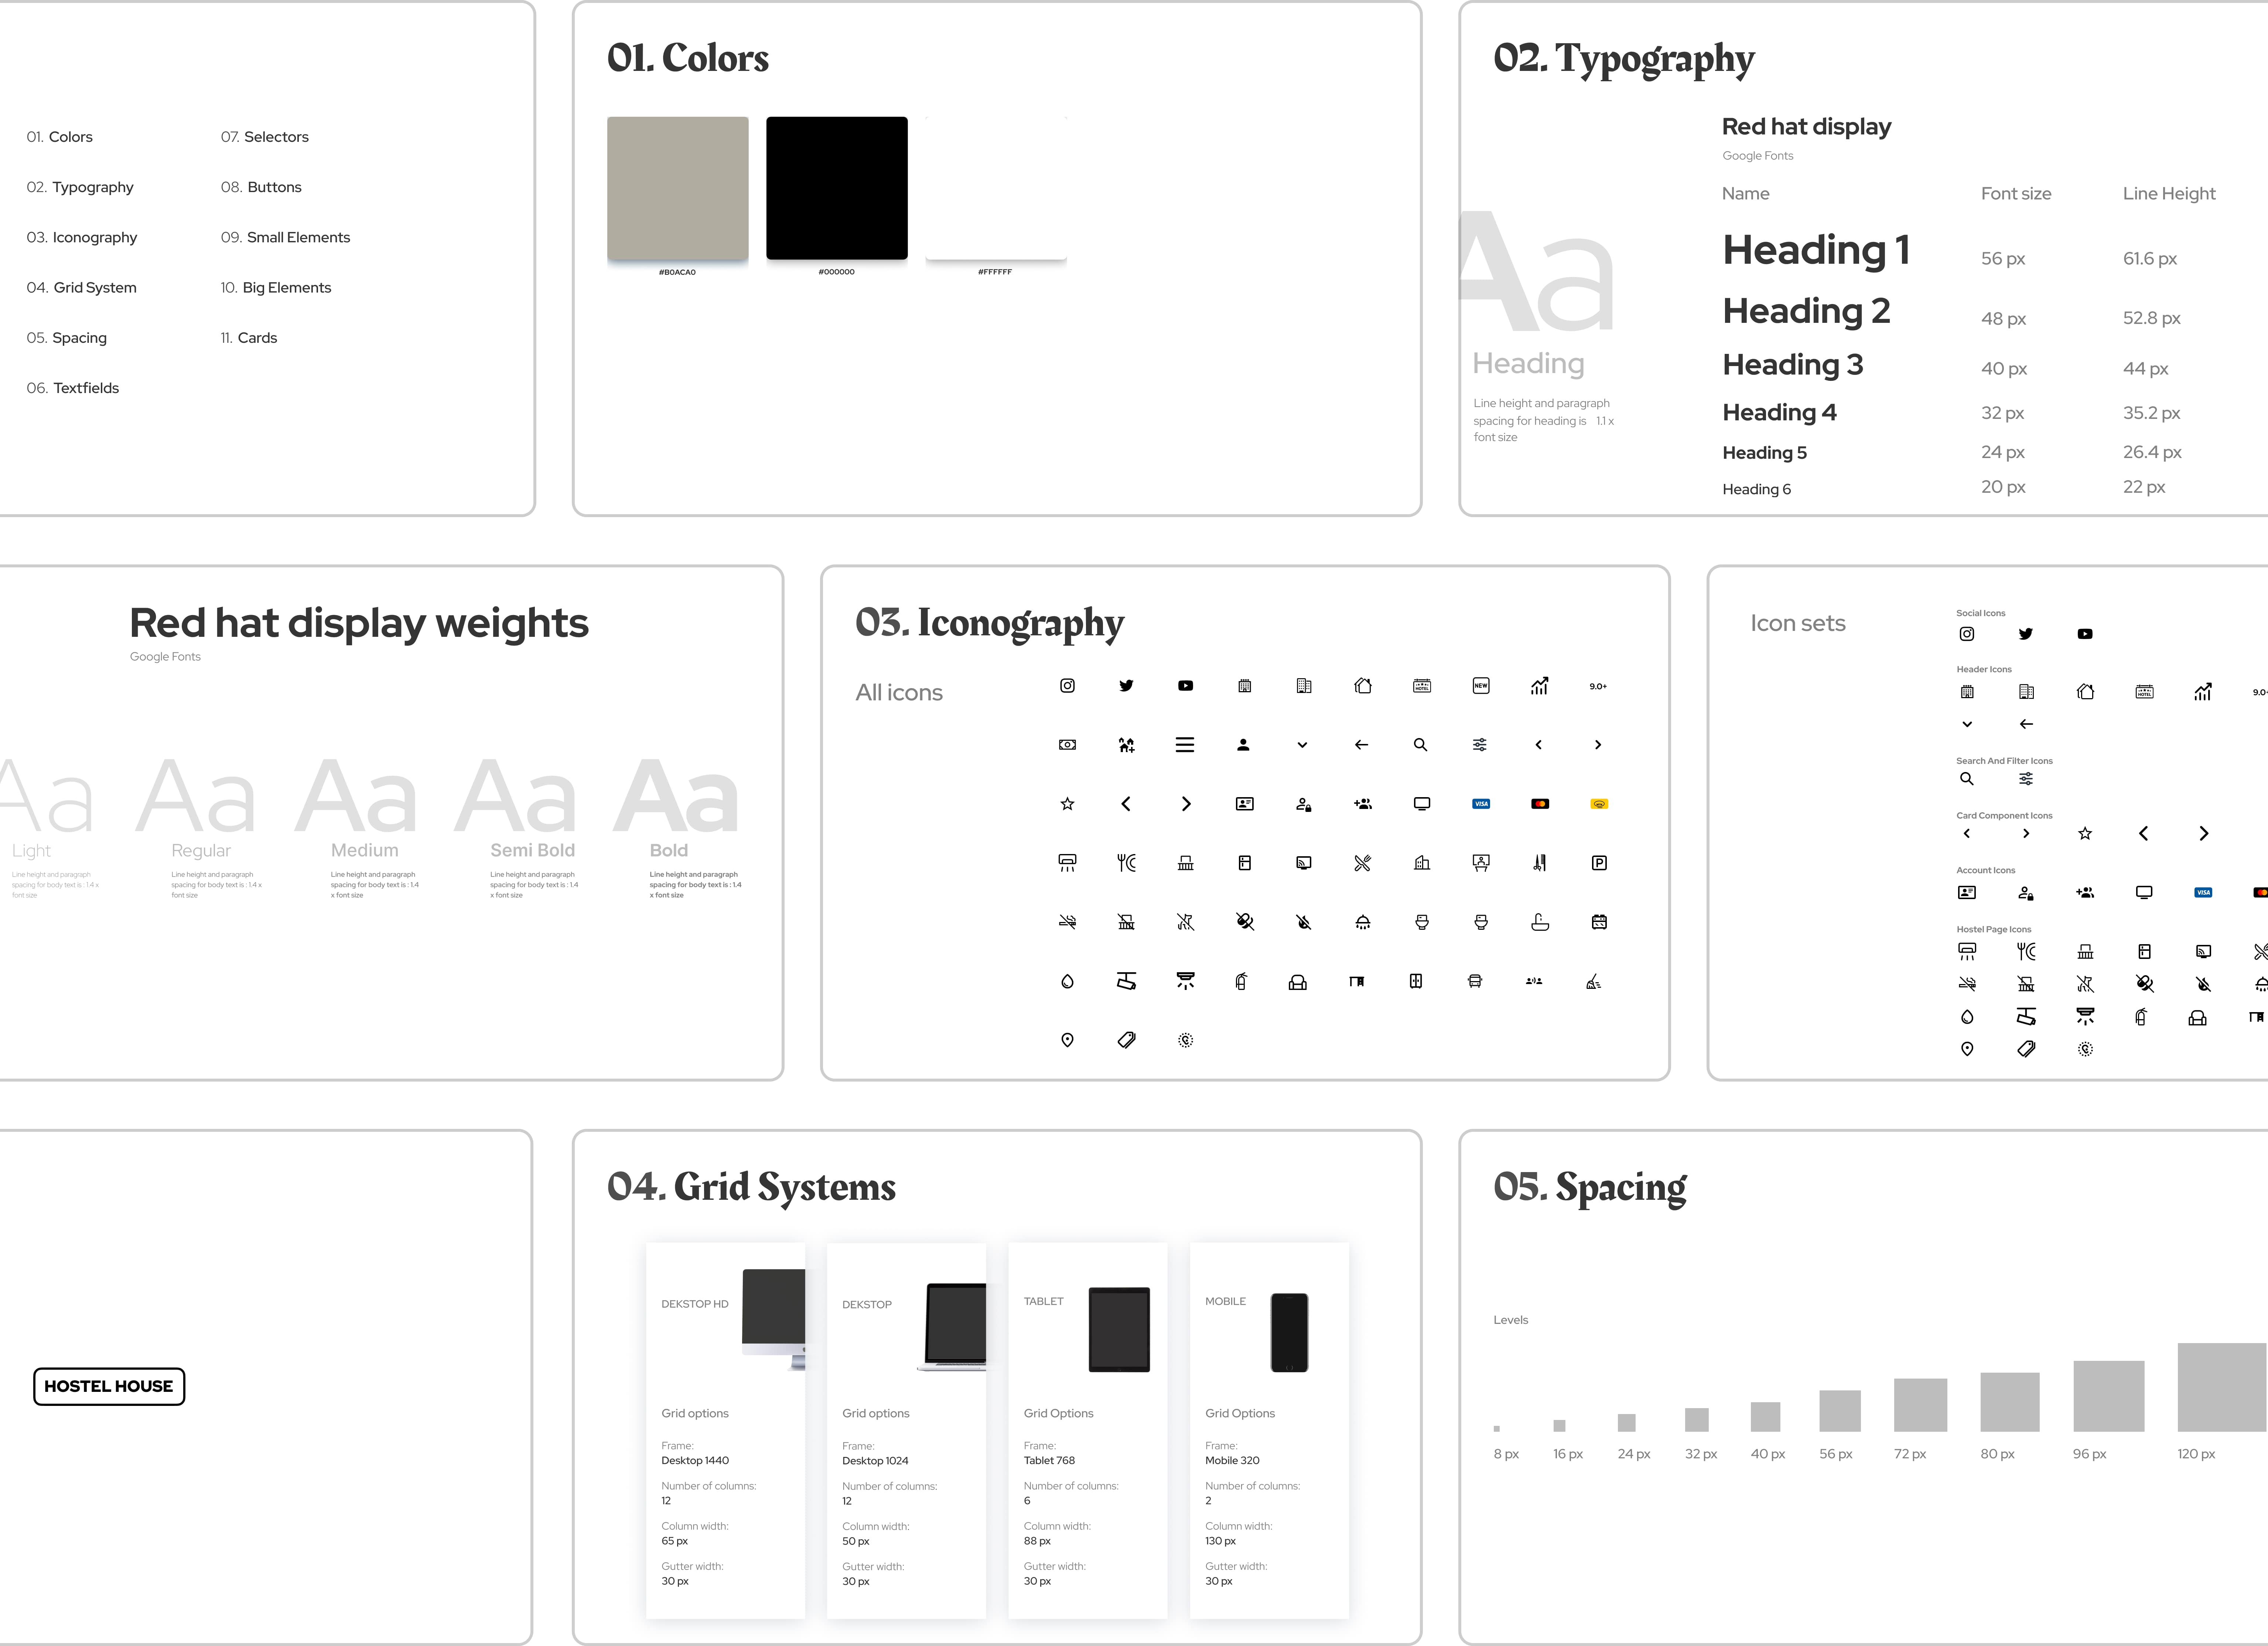 01. Colors
02. Typography
03. Iconography
04. Grid System
05. Spacing
06. Textfields
07. Selectors
08. Buttons
09. Small Elements
10. Big Elements
11. Cards
01. Colors
#B0ACA0
#000000
#FFFFFF
02. Typography
Aa
Heading
Line height and paragraph
spacing for heading is 1.1 x
font size
Red hat display
Google Fonts
Name Font size Line Height
Heading 1 56 px 61.6 px
Heading 2 48 px 52.8 px
Heading 3 40 px 44 px
Heading 4 32 px 35.2 px
Heading 5 24 px 26.4 px
Heading 6 20 px 22 px
Red hat display weights
Google Fonts
Aa
Light
Line height and paragraph
spacing for body text is : 1.4 x
font size
Aa
Regular
Line height and paragraph
spacing for body text is : 1.4 x
font size
Aa
Medium
Line height and paragraph
spacing for body text is : 1.4
x font size
Aa
Semi Bold
Line height and paragraph
spacing for body text is : 1.4
x font size
Aa
Bold
Line height and paragraph
spacing for body text is : 1.4
x font size
03. Iconography
All icons
HOTEL
NEW
9.0+
VISA
P
Icon sets
Social Icons
Header Icons
HOTEL
9.0+
Search And Filter Icons
Card Component Icons
Account Icons
VISA
Hostel Page Icons
HOSTEL HOUSE
04. Grid Systems
DEKSTOP HD
Grid options
Frame:
Desktop 1440
Number of columns:
12
Column width:
65 px
Gutter width:
30 px
DEKSTOP
Grid options
Frame:
Desktop 1024
Number of columns:
12
Column width:
50 px
Gutter width:
30 px
TABLET
Grid Options
Frame:
Tablet 768
Number of columns:
6
Column width:
88 px
Gutter width:
30 px
MOBILE
Grid Options
Frame:
Mobile 320
Number of columns:
2
Column width:
130 px
Gutter width:
30 px
05. Spacing
Levels
8 px 16 px 24 px 32 px 40 px 56 px 72 px 80 px 96 px 120 px